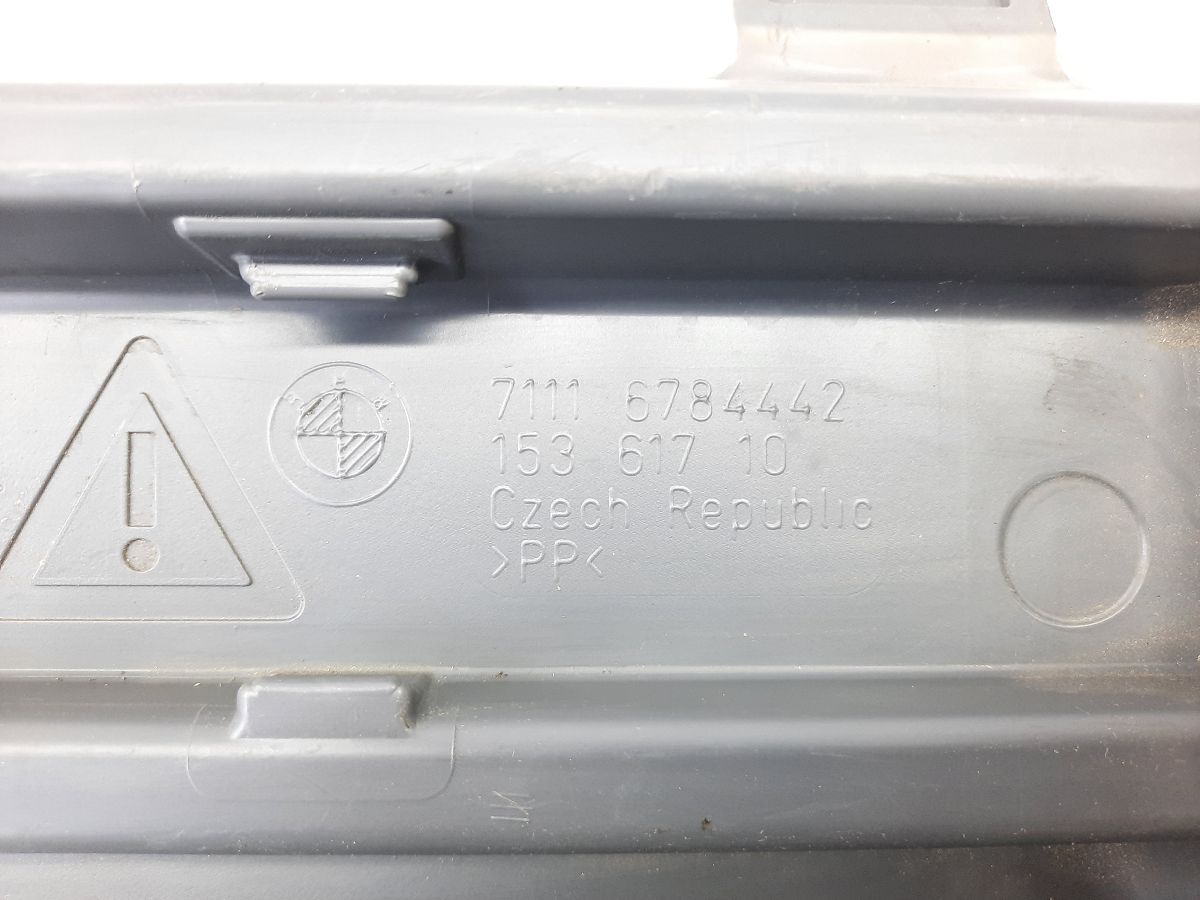 7111 6784442
153 617 10
Czech Republic
>PP<